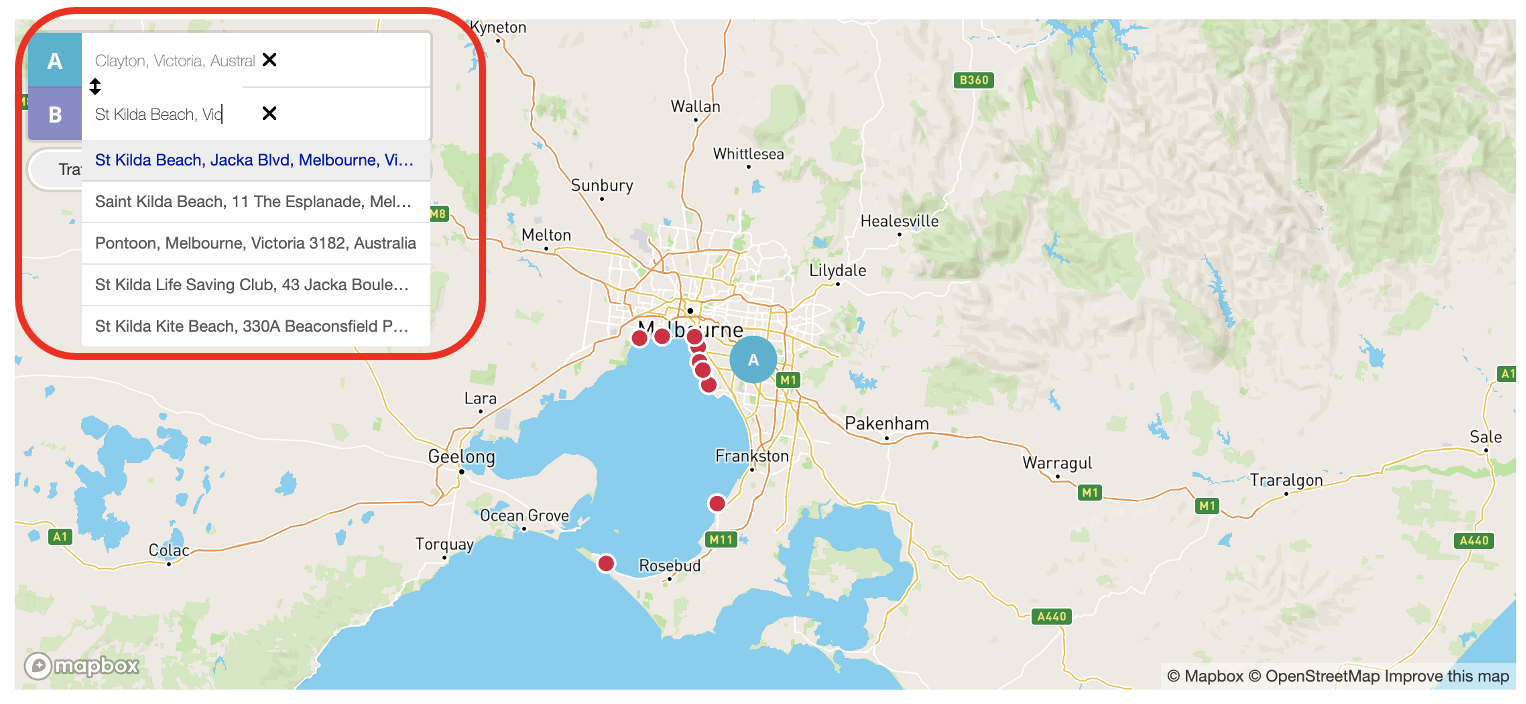 A
Clayton, Victoria, Austral
B
St Kilda Beach, Vic
Tra
St Kilda Beach, Jacka Blvd, Melbourne, Vi...
Saint Kilda Beach, 11 The Esplanade, Mel...
Pontoon, Melbourne, Victoria 3182, Australia
St Kilda Life Saving Club, 43 Jacka Boule...
St Kilda Kite Beach, 330A Beaconsfield P...
Kyneton
B360
Wallan
Whittlesea
Sunbury
M8
Healesville
Melton
Lilydale
Melbourne
A
M1
A1
Lara
Pakenham
Sale
Geelong
Frankston
Warragul
Traralgon
M1
M1
Ocean Grove
A1
M11
A440
Colac
Torquay
Rosebud
A440
mapbox
© Mapbox © OpenStreetMap Improve this map